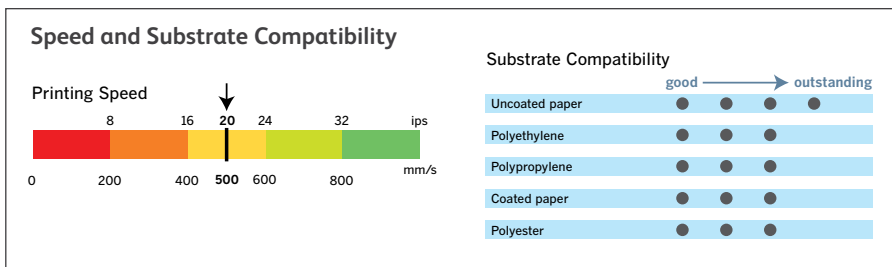 Speed and Substrate Compatibility
Printing Speed
8 16 20 24 32 ips
mm/s
0 200 400 500 600 800
Substrate Compatibility
good outstanding
Uncoated paper
Polyethylene
Polypropylene
Coated paper
Polyester